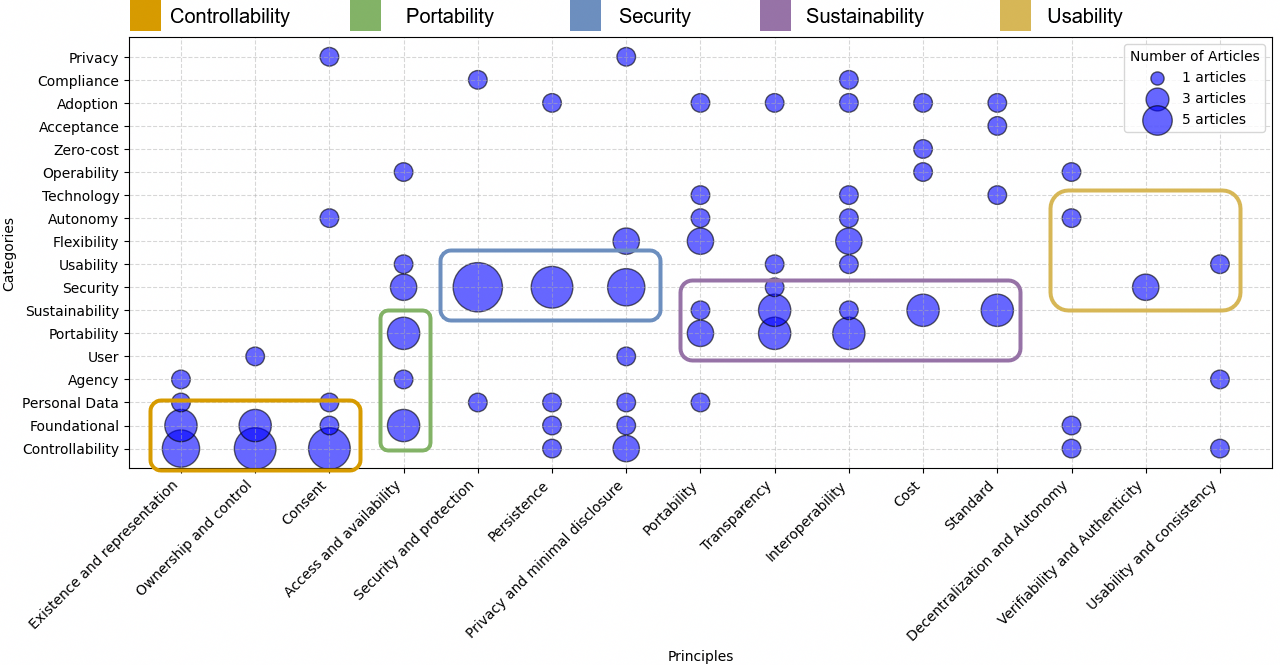 Controllability
Portability
Security
Sustainability
Usability
Number of Articles
1 articles
3 articles
5 articles
Categories
Privacy
Compliance
Adoption
Acceptance
Zero-cost
Operability
Technology
Autonomy
Flexibility
Usability
Security
Sustainability
Portability
User
Agency
Personal Data
Foundational
Controllability
Existence and representation
Ownership and control
Consent
Access and availability
Security and protection
Persistence
Privacy and minimal disclosure
Portability
Transparency
Interoperability
Cost
Standard
Decentralization and Autonomy
Verifiability and Authenticity
Usability and consistency
Principles